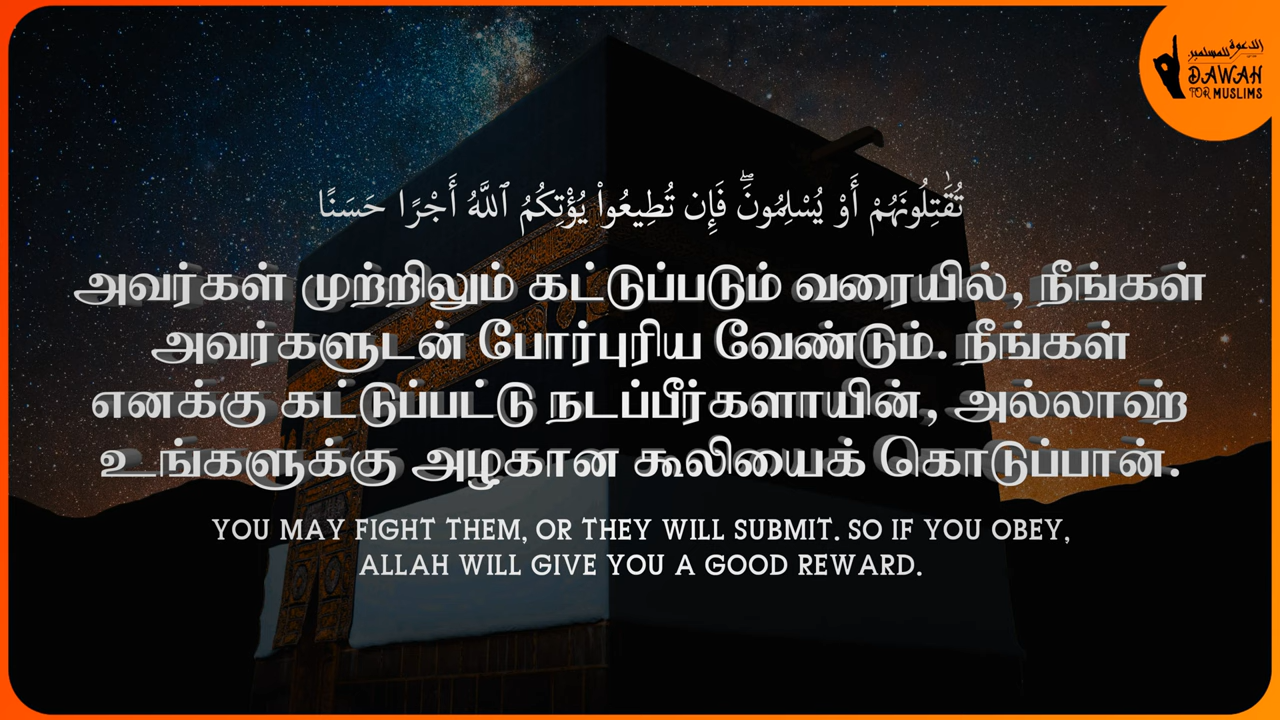 الدعوة للمسلمين
DAWAH
FOR MUSLIMS
تُقَـٰتِلُونَهُمْ أَوْ يُسْلِمُونَ ۖ فَإِن تُطِيعُوا۟ يُؤْتِكُمُ ٱللَّهُ أَجْرًا حَسَنًا
அவர்கள் முற்றிலும் கட்டுப்படும் வரையில், நீங்கள்
அவர்களுடன் போர்புரிய வேண்டும். நீங்கள்
எனக்கு கட்டுப்பட்டு நடப்பீர்களாயின், அல்லாஹ்
உங்களுக்கு அழகான கூலியைக் கொடுப்பான்.
YOU MAY FIGHT THEM, OR THEY WILL SUBMIT. SO IF YOU OBEY,
ALLAH WILL GIVE YOU A GOOD REWARD.